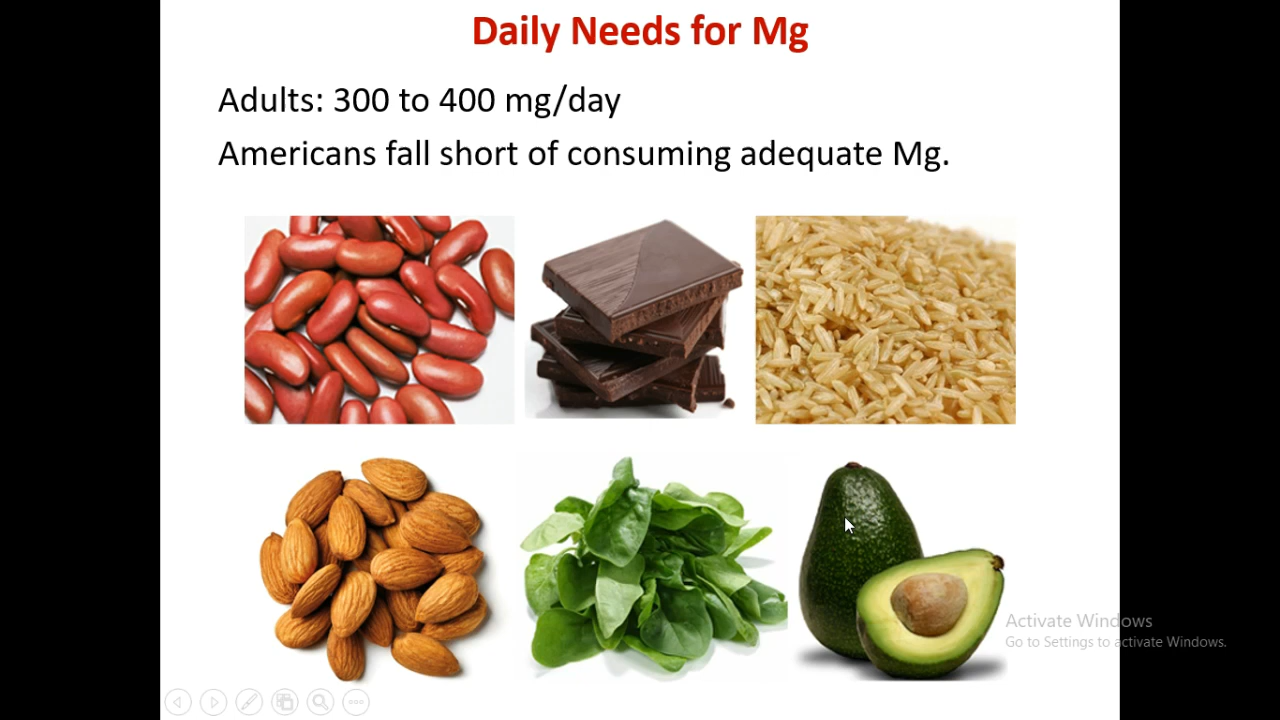 Daily Needs for Mg
Adults: 300 to 400 mg/day
Americans fall short of consuming adequate Mg.
Activate Windows
Go to Settings to activate Windows.